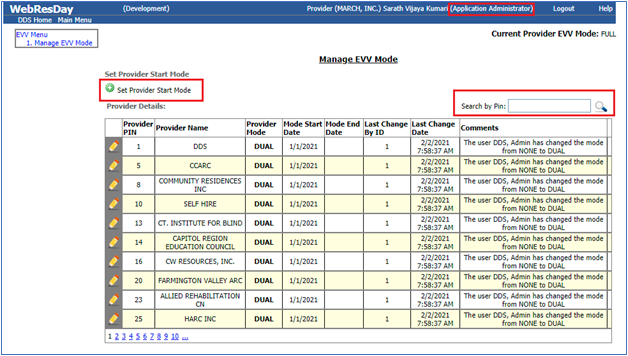 WebResDay (Development) Provider (MARCH, INC.) Sarath Vijaya Kumari (Application Administrator) Logout Help
DDS Home Main Menu
EVV Menu
1. Manage EVV Mode
Current Provider EVV Mode: FULL
Manage EVV Mode
Set Provider Start Mode
Set Provider Start Mode
Search by Pin:
Provider Details:
Provider PIN Provider Name Provider Mode Mode Start Date Mode End Date Last Change By ID Last Change Date Comments
1 DDS DUAL 1/1/2021 1 2/2/2021 7:58:37 AM The user DDS, Admin has changed the mode from NONE to DUAL
5 CCARC DUAL 1/1/2021 1 2/2/2021 7:58:37 AM The user DDS, Admin has changed the mode from NONE to DUAL
8 COMMUNITY RESIDENCES INC DUAL 1/1/2021 1 2/2/2021 7:58:37 AM The user DDS, Admin has changed the mode from NONE to DUAL
10 SELF HIRE DUAL 1/1/2021 1 2/2/2021 7:58:37 AM The user DDS, Admin has changed the mode from NONE to DUAL
13 CT. INSTITUTE FOR BLIND DUAL 1/1/2021 1 2/2/2021 7:58:37 AM The user DDS, Admin has changed the mode from NONE to DUAL
14 CAPITOL REGION EDUCATION COUNCIL DUAL 1/1/2021 1 2/2/2021 7:58:37 AM The user DDS, Admin has changed the mode from NONE to DUAL
16 CW RESOURCES, INC. DUAL 1/1/2021 1 2/2/2021 7:58:37 AM The user DDS, Admin has changed the mode from NONE to DUAL
20 FARMINGTON VALLEY ARC DUAL 1/1/2021 1 2/2/2021 7:58:37 AM The user DDS, Admin has changed the mode from NONE to DUAL
23 ALLIED REHABILITATION CN DUAL 1/1/2021 1 2/2/2021 7:58:37 AM The user DDS, Admin has changed the mode from NONE to DUAL
25 HARC INC DUAL 1/1/2021 1 2/2/2021 7:58:37 AM The user DDS, Admin has changed the mode from NONE to DUAL
1 2 3 4 5 6 7 8 9 10 ...